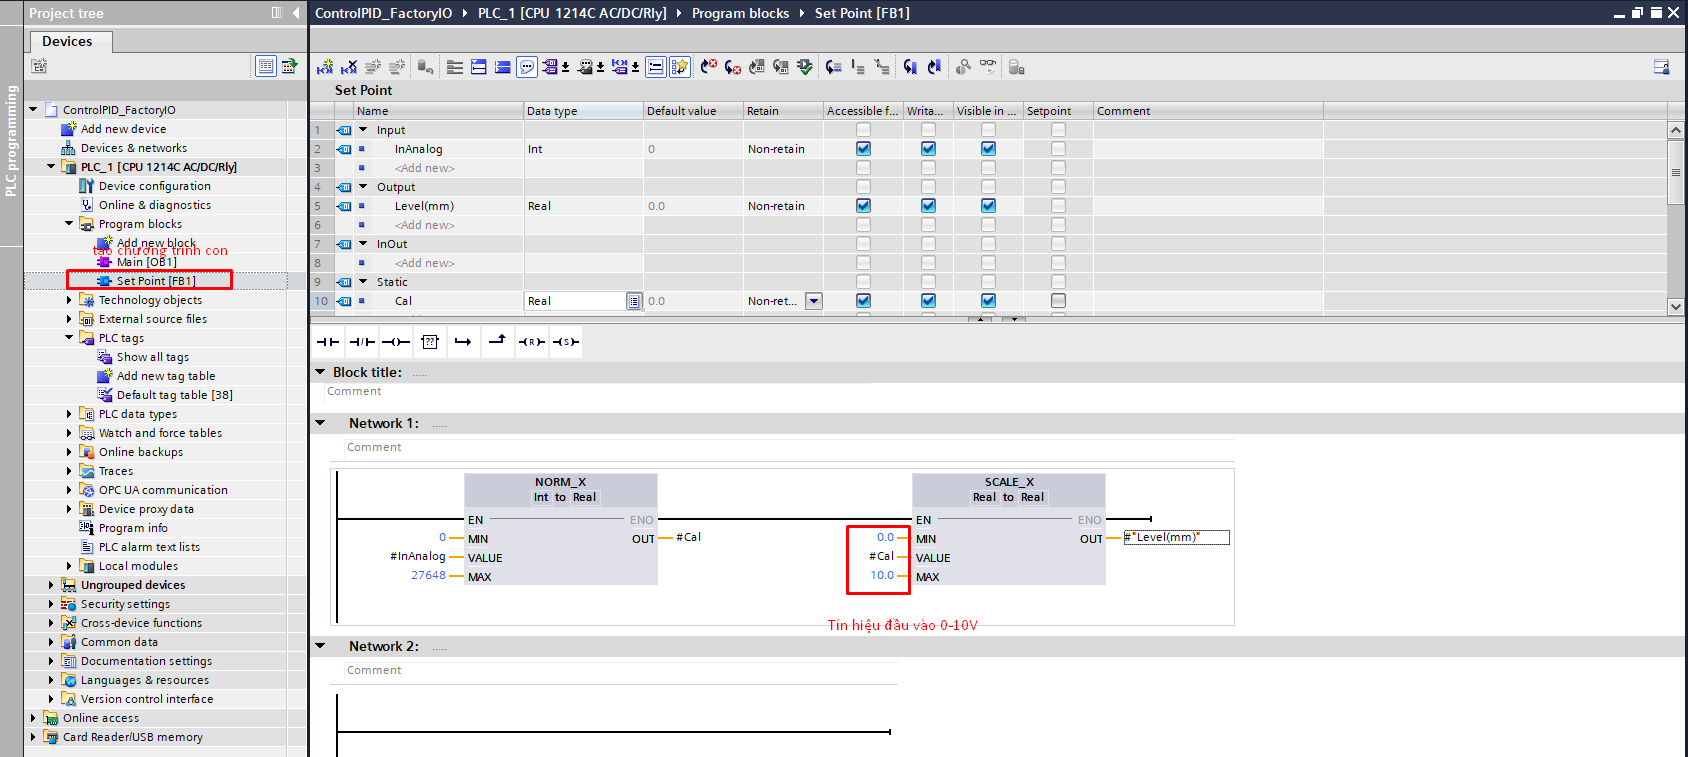 Project tree
ControlPID_FactoryIO ▸ PLC_1 [CPU 1214C AC/DC/Rly] ▸ Program blocks ▸ Set Point [FB1]
Devices
PLC programming
ControlPID_FactoryIO
Add new device
Devices & networks
PLC_1 [CPU 1214C AC/DC/Rly]
Device configuration
Online & diagnostics
Program blocks
Add new block
tạo chương trình con
Main [OB1]
Set Point [FB1]
Technology objects
External source files
PLC tags
Show all tags
Add new tag table
Default tag table [38]
PLC data types
Watch and force tables
Online backups
Traces
OPC UA communication
Device proxy data
Program info
PLC alarm text lists
Local modules
Ungrouped devices
Security settings
Cross-device functions
Common data
Documentation settings
Languages & resources
Version control interface
Online access
Card Reader/USB memory
Set Point
Name Data type Default value Retain Accessible f... Writa... Visible in ... Setpoint Comment
1 Input
2 InAnalog Int 0 Non-retain
3 <Add new>
4 Output
5 Level(mm) Real 0.0 Non-retain
6 <Add new>
7 InOut
8 <Add new>
9 Static
10 Cal Real 0.0 Non-ret...
??
R
S
Block title: .....
Comment
Network 1: .....
Comment
NORM_X
Int to Real
EN ENO
0 MIN OUT #Cal
#InAnalog VALUE
27648 MAX
SCALE_X
Real to Real
EN ENO
0.0 MIN OUT #"Level(mm)"
#Cal VALUE
10.0 MAX
Tín hiệu đầu vào 0-10V
Network 2: .....
Comment